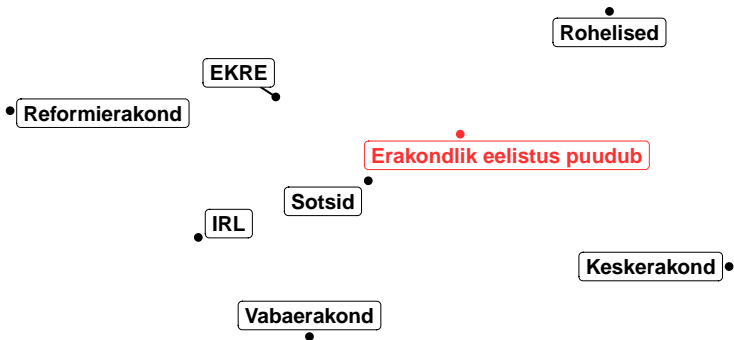 Rohelised
EKRE
Reformierakond
Erakondlik eelistus puudub
Sotsid
IRL
Keskerakond
Vabaerakond